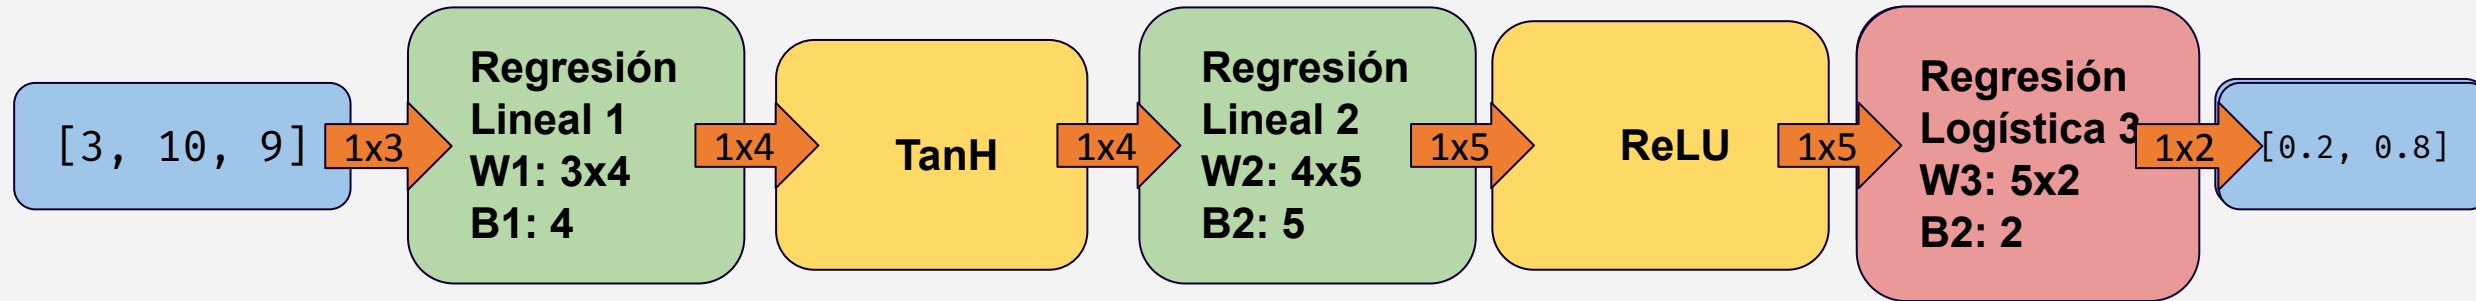 [3, 10, 9]
1x3
Regresión
Lineal 1
W1: 3x4
B1: 4
1x4
TanH
1x4
Regresión
Lineal 2
W2: 4x5
B2: 5
1x5
ReLU
1x5
Regresión
Logística 3
W3: 5x2
B2: 2
1x2
[0.2, 0.8]